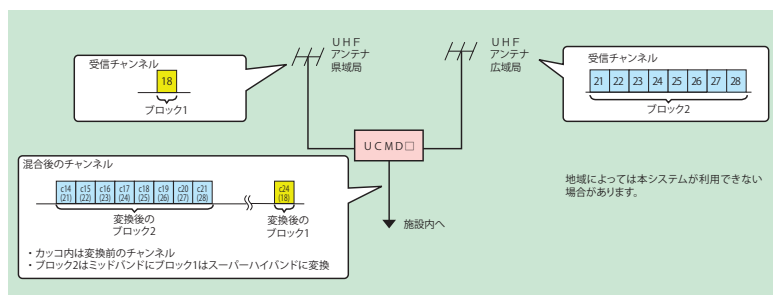 受信チャンネル
18
ブロック1
UHF
アンテナ
県域局
UHF
アンテナ
広域局
受信チャンネル
21 22 23 24 25 26 27 28
ブロック2
UCMD□
混合後のチャンネル
c14 c15 c16 c17 c18 c19 c20 c21
(21) (22) (23) (24) (25) (26) (27) (28)
変換後の
ブロック2
c24
(18)
変換後の
ブロック1
・カッコ内は変換前のチャンネル
・ブロック2はミッドバンドにブロック1はスーパーハイバンドに変換
施設内へ
地域によっては本システムが利用できない
場合があります。